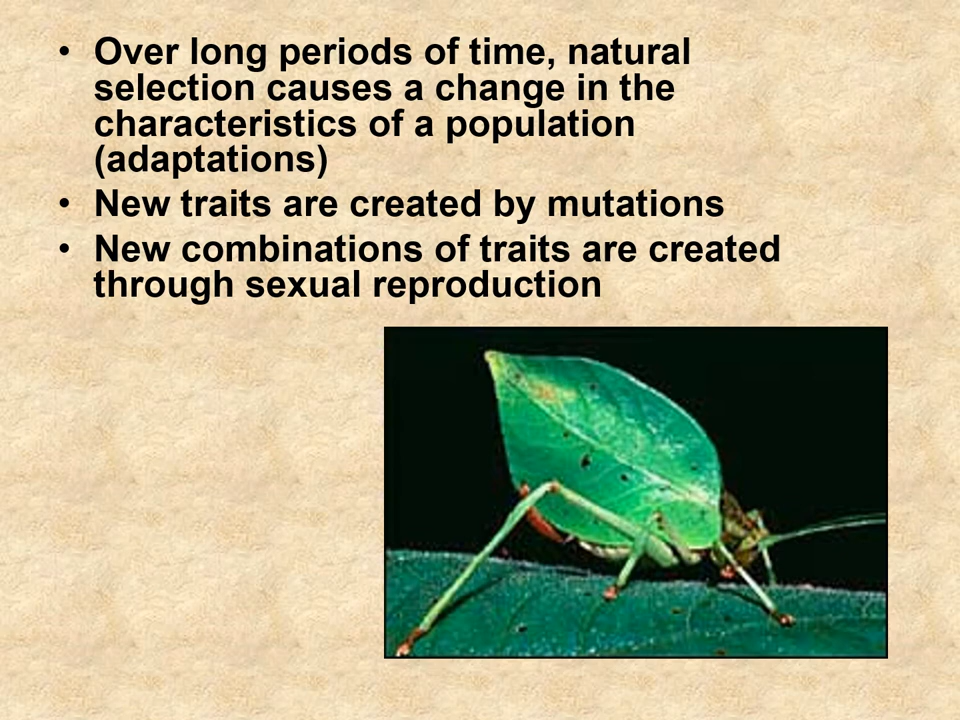 • Over long periods of time, natural
selection causes a change in the
characteristics of a population
(adaptations)
• New traits are created by mutations
• New combinations of traits are created
through sexual reproduction